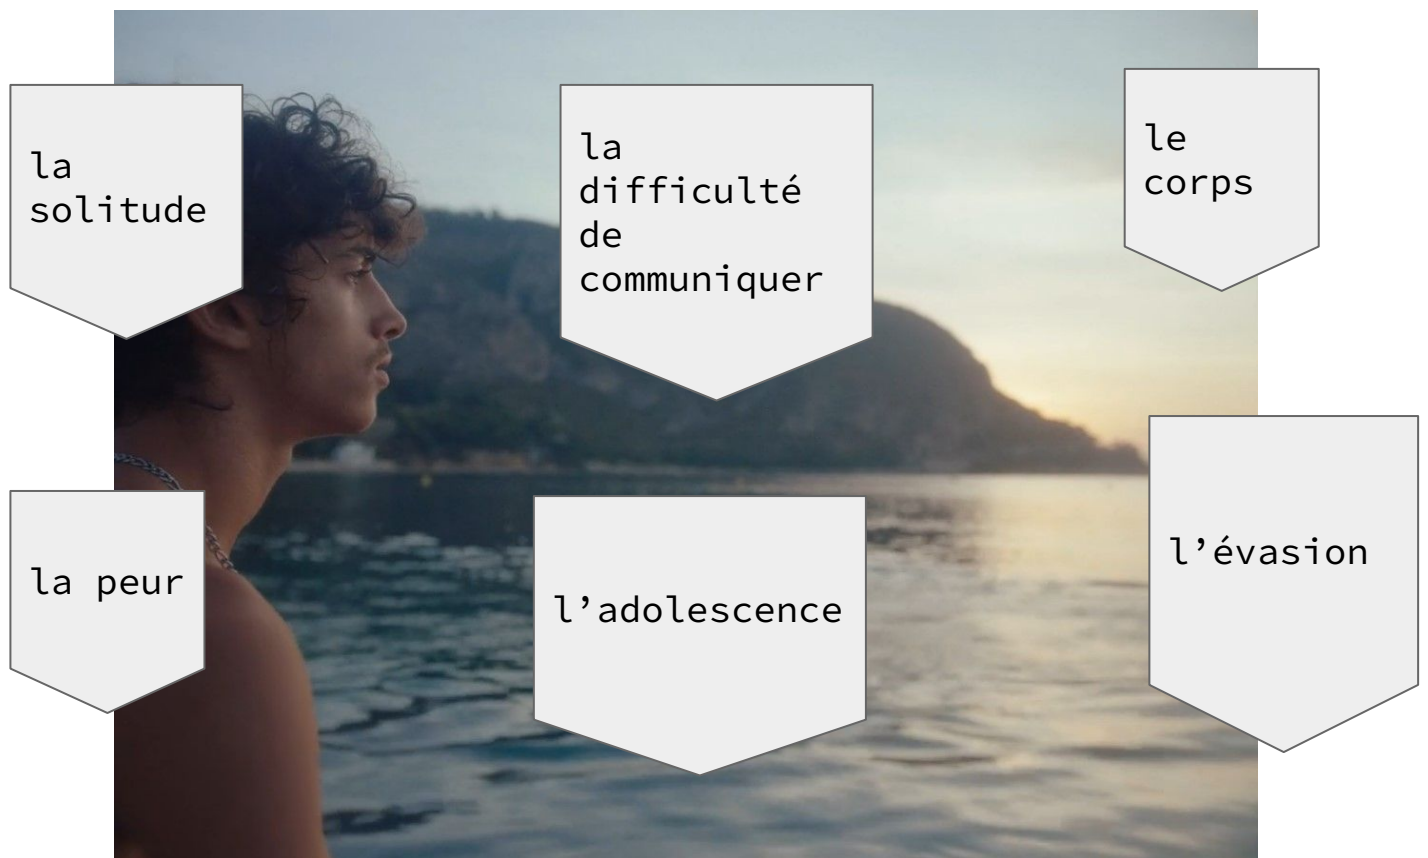 la
solitude
la
difficulté
de
communiquer
le
corps
la peur
l’adolescence
l’évasion